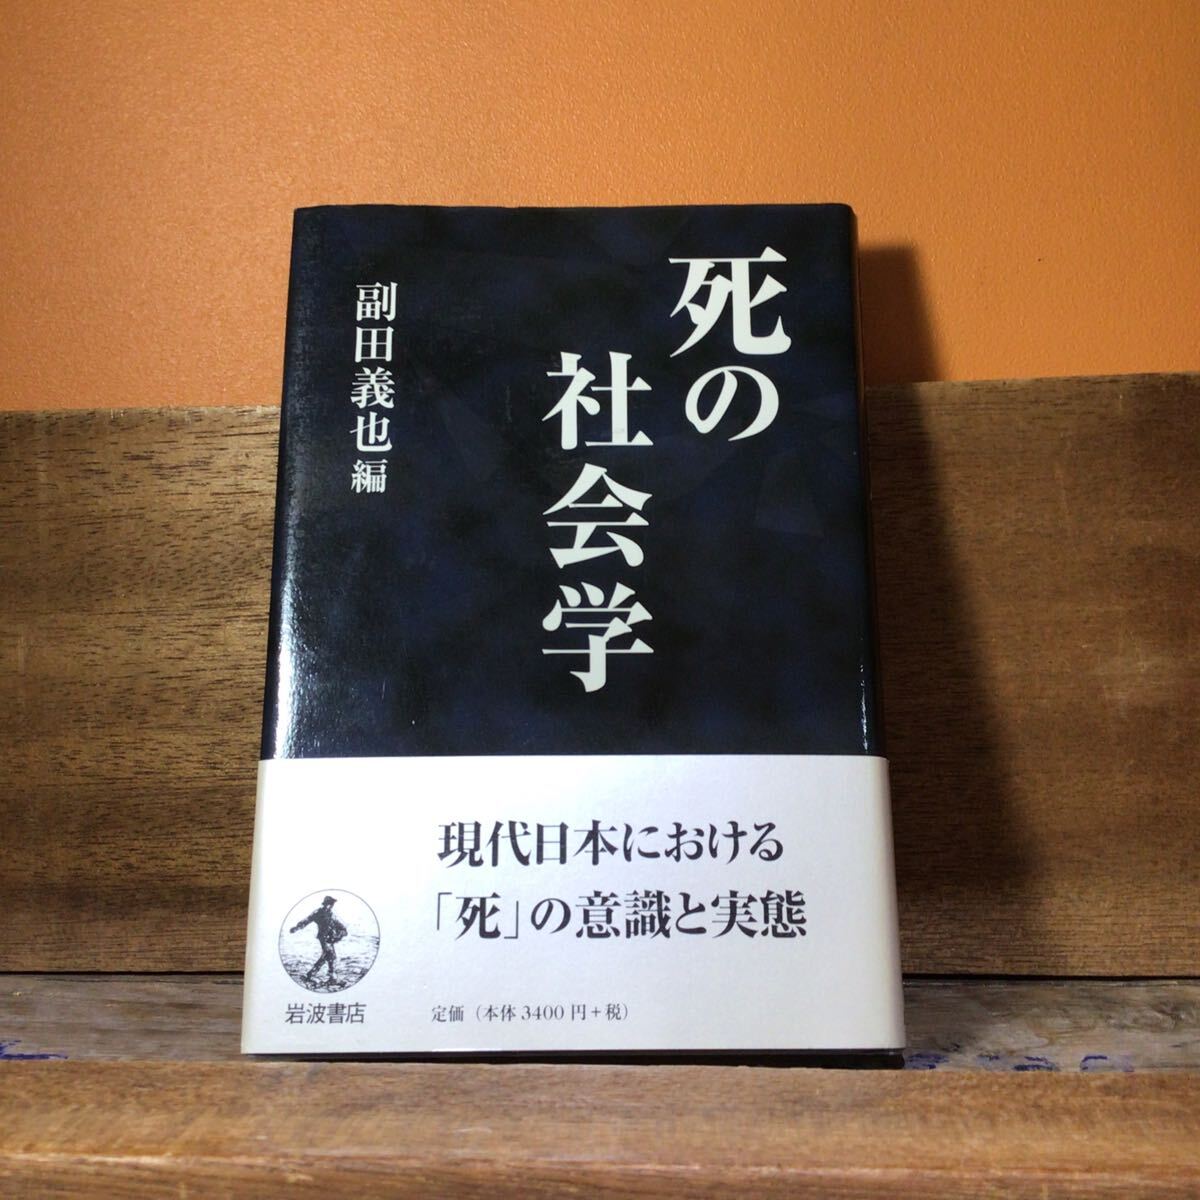 死の
社会学
副田義也編
現代日本における
「死」の意識と実態
岩波書店
定価（本体3400円＋税）